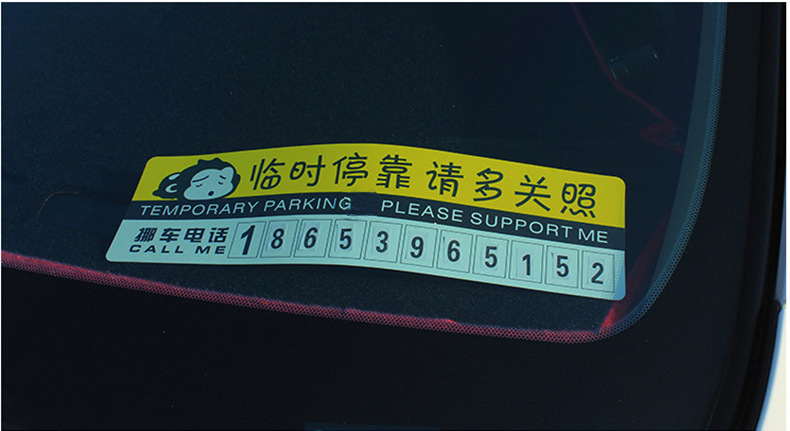 临时停靠 请多关照
TEMPORARY PARKING PLEASE SUPPORT ME
挪车电话 18653965152
CALL ME